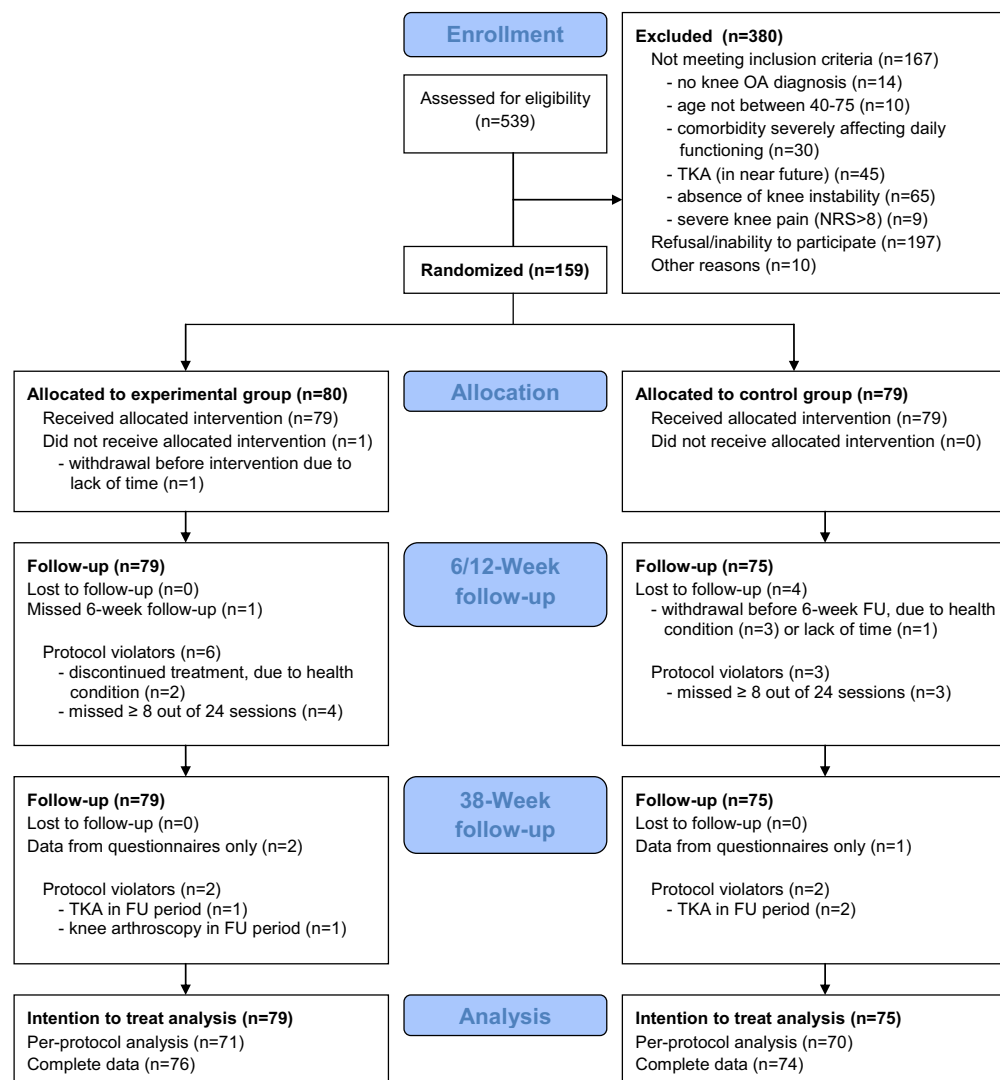 Enrollment
Assessed for eligibility
(n=539)
Excluded (n=380)
Not meeting inclusion criteria (n=167)
- no knee OA diagnosis (n=14)
- age not between 40-75 (n=10)
- comorbidity severely affecting daily
functioning (n=30)
- TKA (in near future) (n=45)
- absence of knee instability (n=65)
- severe knee pain (NRS>8) (n=9)
Refusal/inability to participate (n=197)
Other reasons (n=10)
Randomized (n=159)
Allocation
Allocated to experimental group (n=80)
Received allocated intervention (n=79)
Did not receive allocated intervention (n=1)
- withdrawal before intervention due to
lack of time (n=1)
Allocated to control group (n=79)
Received allocated intervention (n=79)
Did not receive allocated intervention (n=0)
6/12-Week
follow-up
Follow-up (n=79)
Lost to follow-up (n=0)
Missed 6-week follow-up (n=1)
Protocol violators (n=6)
- discontinued treatment, due to health
condition (n=2)
- missed ≥ 8 out of 24 sessions (n=4)
Follow-up (n=75)
Lost to follow-up (n=4)
- withdrawal before 6-week FU, due to health
condition (n=3) or lack of time (n=1)
Protocol violators (n=3)
- missed ≥ 8 out of 24 sessions (n=3)
38-Week
follow-up
Follow-up (n=79)
Lost to follow-up (n=0)
Data from questionnaires only (n=2)
Protocol violators (n=2)
- TKA in FU period (n=1)
- knee arthroscopy in FU period (n=1)
Follow-up (n=75)
Lost to follow-up (n=0)
Data from questionnaires only (n=1)
Protocol violators (n=2)
- TKA in FU period (n=2)
Analysis
Intention to treat analysis (n=79)
Per-protocol analysis (n=71)
Complete data (n=76)
Intention to treat analysis (n=75)
Per-protocol analysis (n=70)
Complete data (n=74)